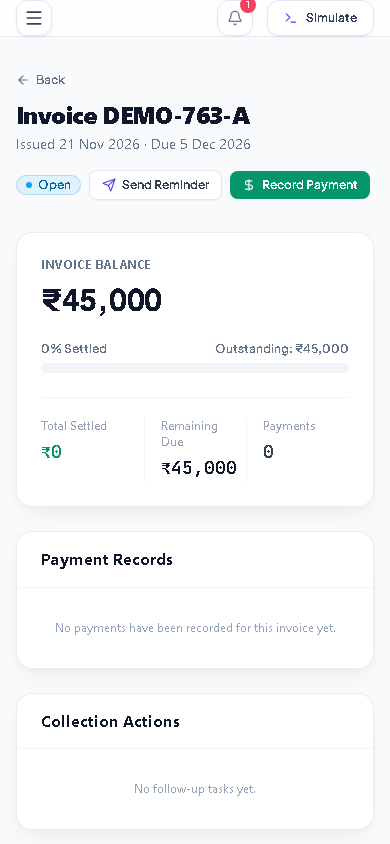 1
Simulate
Back
Invoice DEMO-763-A
Issued 21 Nov 2026 · Due 5 Dec 2026
Open
Send Reminder
Record Payment
INVOICE BALANCE
₹45,000
0% Settled
Outstanding: ₹45,000
Total Settled
₹0
Remaining
Due
₹45,000
Payments
0
Payment Records
No payments have been recorded for this invoice yet.
Collection Actions
No follow-up tasks yet.